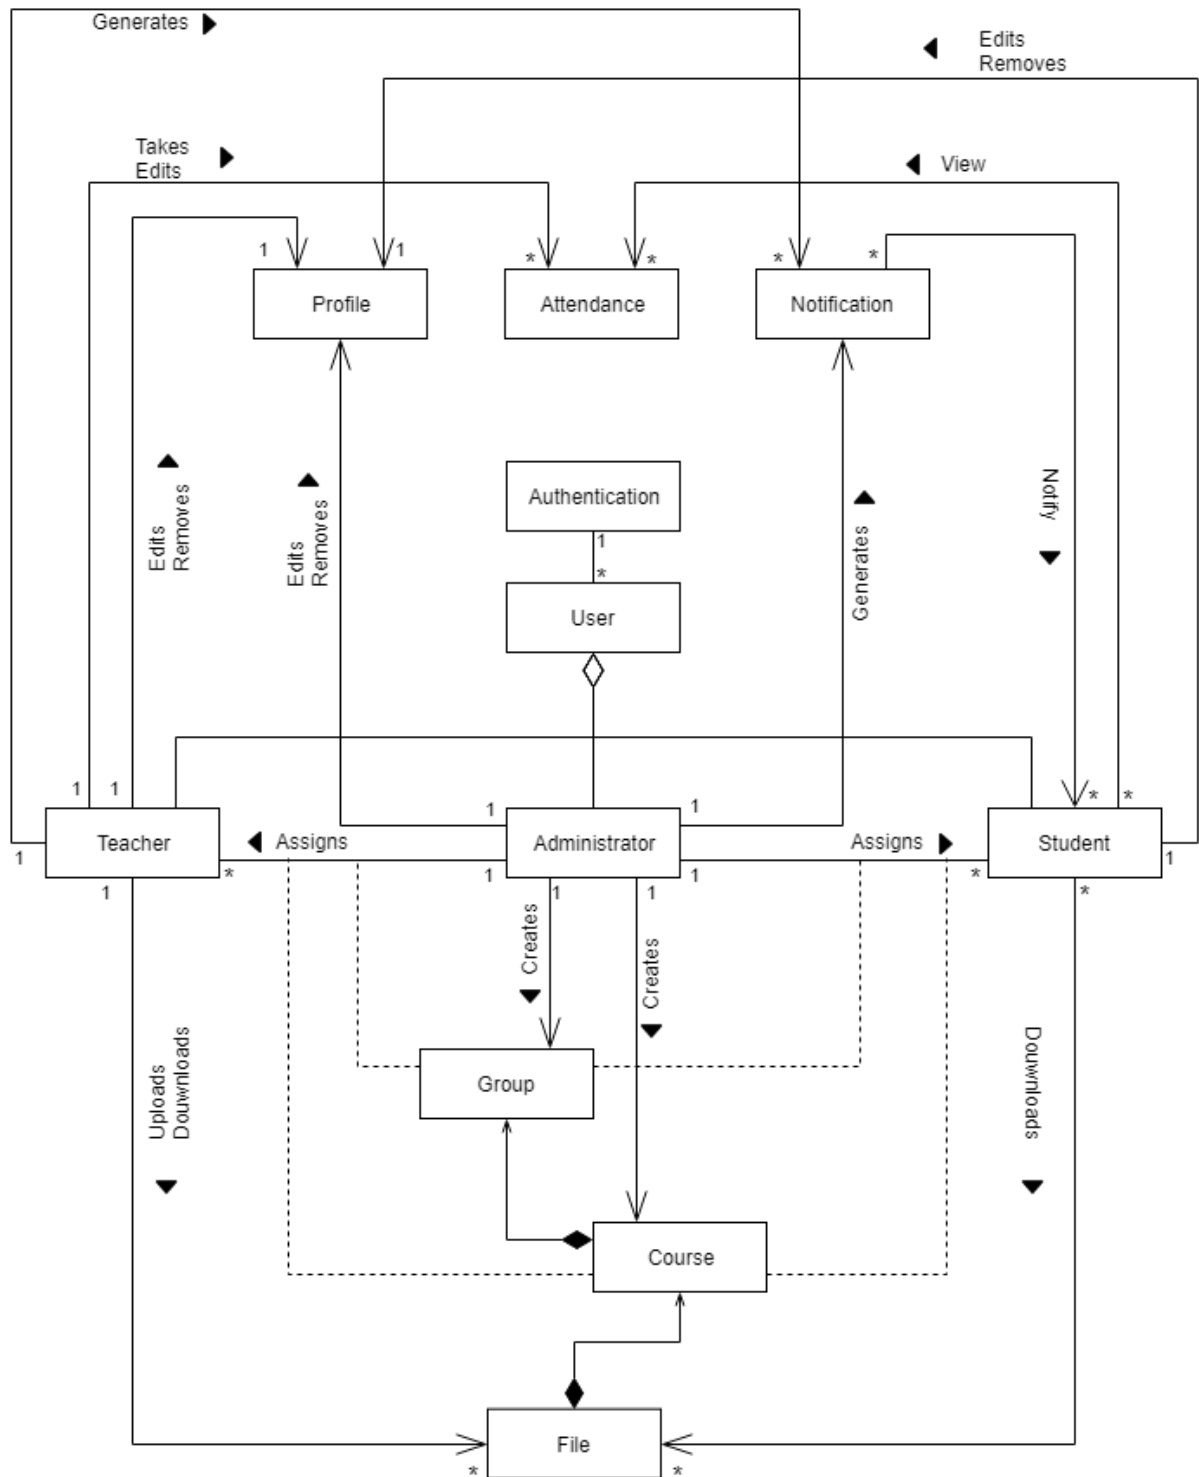 Generates
Edits
Removes
Takes
Edits
View
1
1
*
*
*
*
Profile
Attendance
Notification
Edits
Removes
Edits
Removes
Authentication
1
*
User
Generates
Notify
1
1
1
1
*
*
Teacher
Assigns
Administrator
Assigns
Student
1
1
*
1
1
1
1
*
*
1
Creates
Creates
Group
Uploads
Douwnloads
Douwnloads
Course
File
*
*